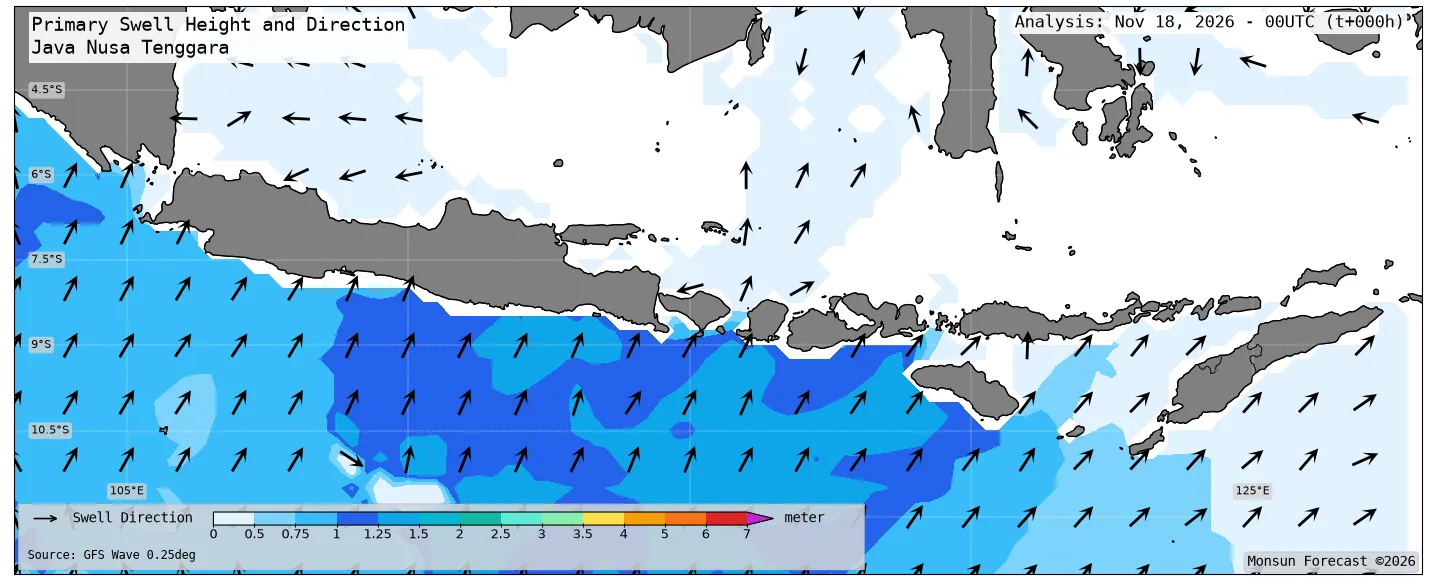 Primary Swell Height and Direction
Java Nusa Tenggara
Analysis: Nov 18, 2026 - 00UTC (t+000h)
4.5°S
6°S
7.5°S
9°S
10.5°S
105°E
125°E
Swell Direction
meter
0 0.5 0.75 1 1.25 1.5 2 2.5 3 3.5 4 5 6 7
Source: GFS Wave 0.25deg
Monsun Forecast ©2026